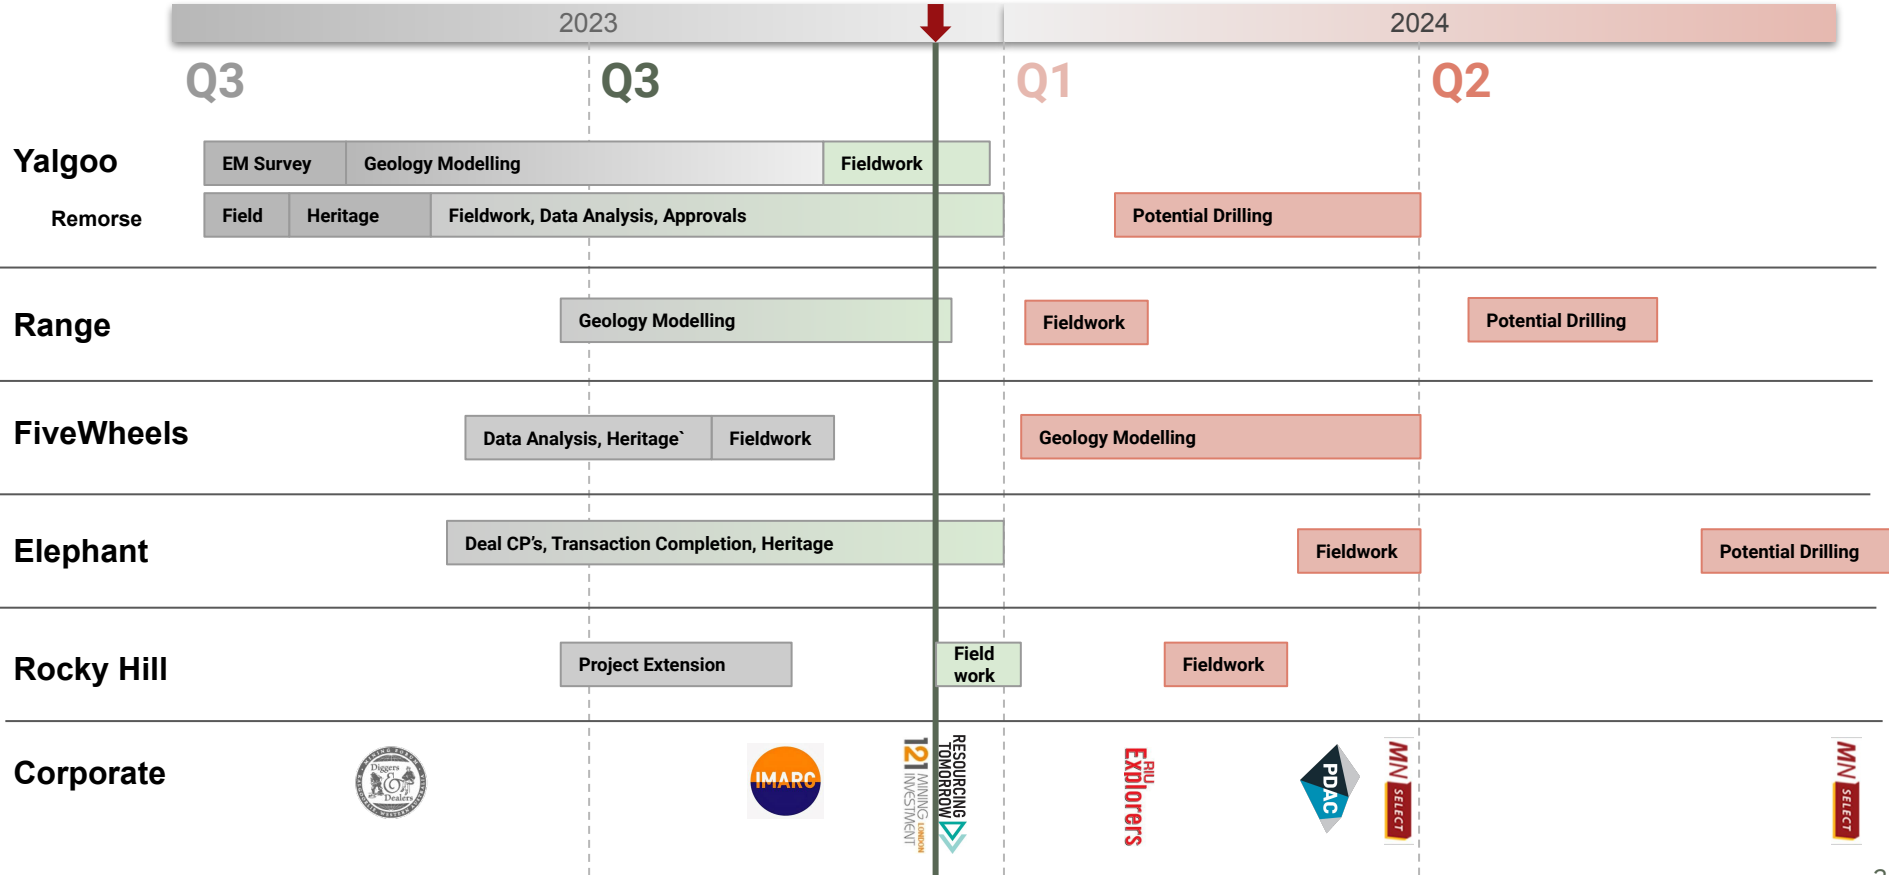 2023
2024
Q3
Q3
Q1
Q2
Yalgoo
EM Survey
Geology Modelling
Fieldwork
Remorse
Field
Heritage
Fieldwork, Data Analysis, Approvals
Potential Drilling
Range
Geology Modelling
Fieldwork
Potential Drilling
FiveWheels
Data Analysis, Heritage`
Fieldwork
Geology Modelling
Elephant
Deal CP's, Transaction Completion, Heritage
Fieldwork
Potential Drilling
Rocky Hill
Project Extension
Field
work
Fieldwork
Corporate
Diggers
&
Dealers
IMARC
121 MINING LONDON
INVESTMENT
RESOURCING
TOMORROW
RIU
Explorers
PDAC
MN SELECT
MN SELECT